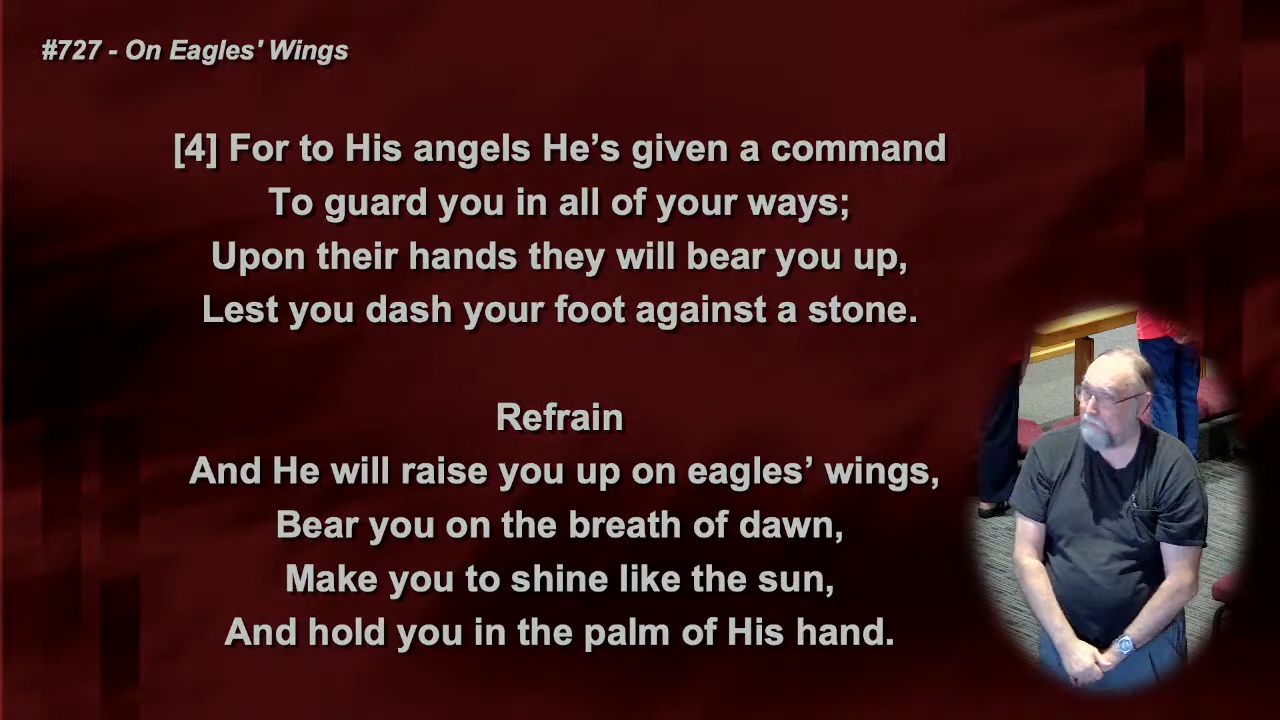 #727 - On Eagles' Wings
[4] For to His angels He’s given a command
To guard you in all of your ways;
Upon their hands they will bear you up,
Lest you dash your foot against a stone.
Refrain
And He will raise you up on eagles’ wings,
Bear you on the breath of dawn,
Make you to shine like the sun,
And hold you in the palm of His hand.